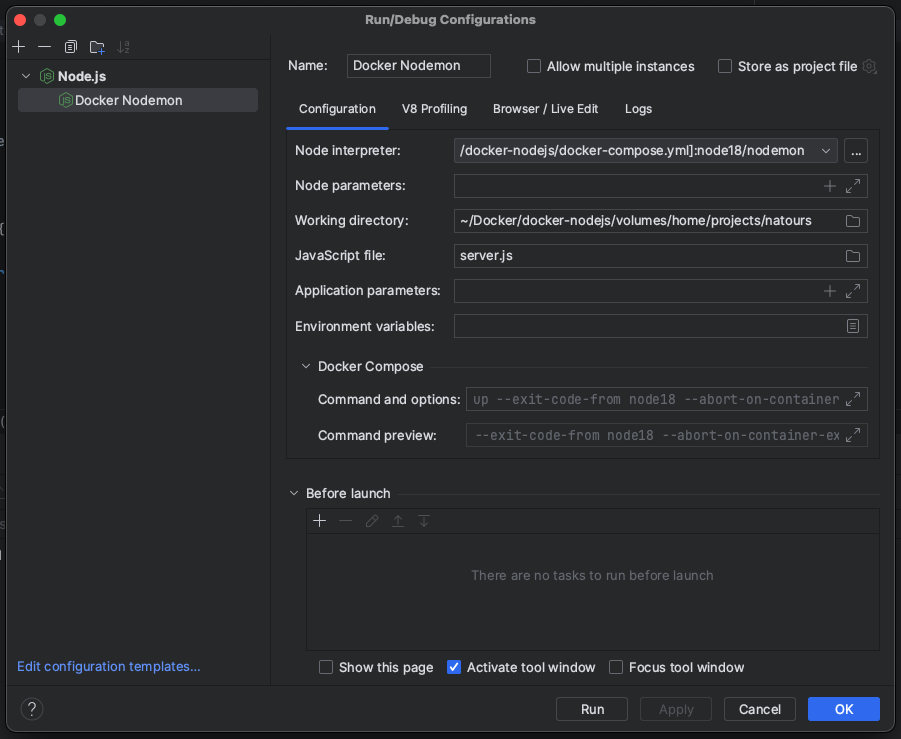 Run/Debug Configurations
Node.js
Docker Nodemon
Edit configuration templates...
Name: Docker Nodemon Allow multiple instances Store as project file
Configuration V8 Profiling Browser / Live Edit Logs
Node interpreter: /docker-nodejs/docker-compose.yml]:node18/nodemon ...
Node parameters:
Working directory: ~/Docker/docker-nodejs/volumes/home/projects/natours
JavaScript file: server.js
Application parameters:
Environment variables:
Docker Compose
Command and options: up --exit-code-from node18 --abort-on-container
Command preview: --exit-code-from node18 --abort-on-container-ex
Before launch
There are no tasks to run before launch
Show this page Activate tool window Focus tool window
? Run Apply Cancel OK